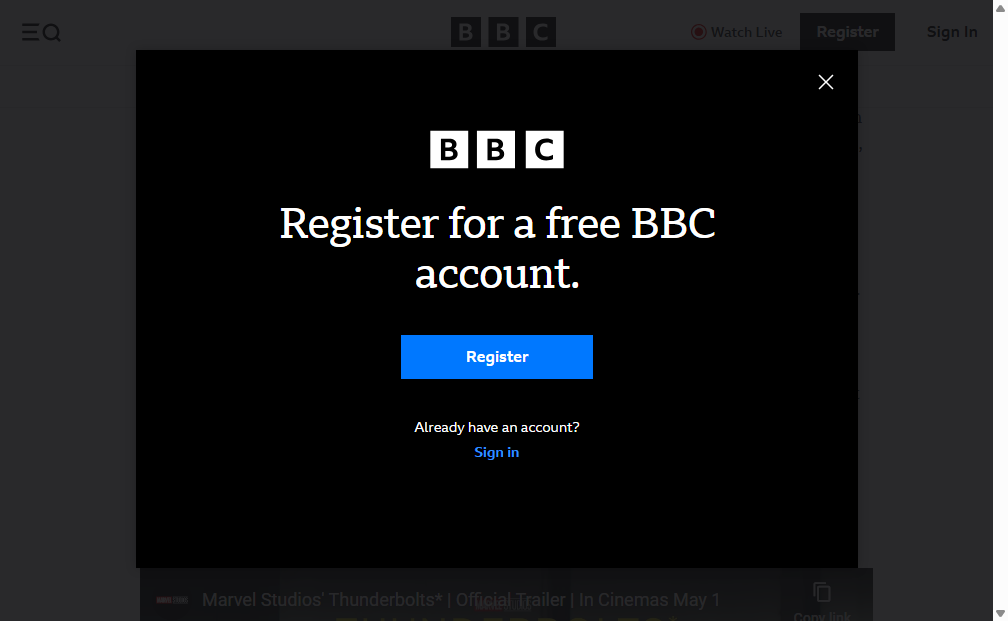 BBC
Watch Live
Register
Sign In
BBC
Register for a free BBC
account.
Register
Already have an account?
Sign in
Marvel Studios' Thunderbolts* | Official Trailer | In Cinemas May 1
Copy link